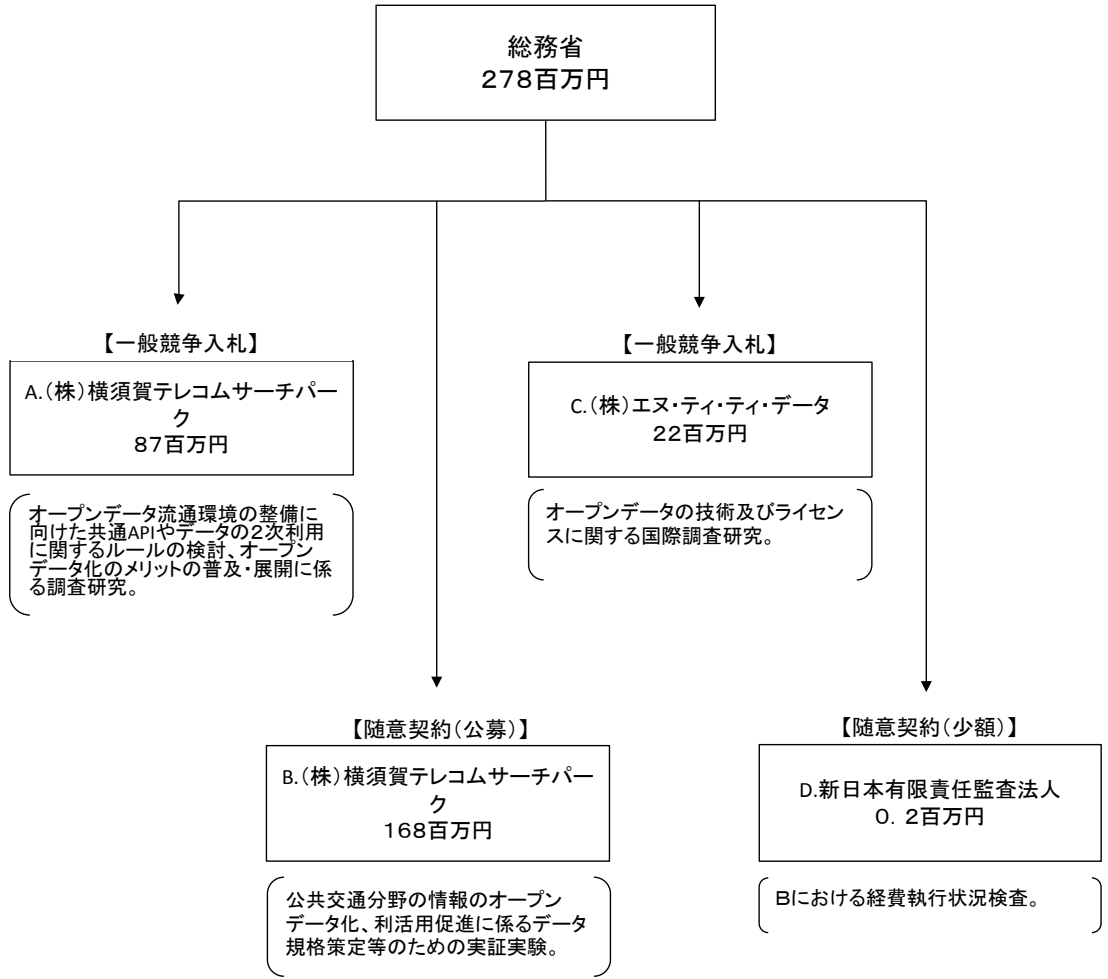 総務省
278百万円
【一般競争入札】
A.(株)横須賀テレコムサーチパー
ク
87百万円
オープンデータ流通環境の整備に
向けた共通APIやデータの2次利用
に関するルールの検討、オープン
データ化のメリットの普及・展開に係
る調査研究。
【一般競争入札】
C.(株)エヌ・ティ・ティ・データ
22百万円
オープンデータの技術及びライセン
スに関する国際調査研究。
【随意契約(公募)】
B.(株)横須賀テレコムサーチパー
ク
168百万円
公共交通分野の情報のオープン
データ化、利活用促進に係るデータ
規格策定等のための実証実験。
【随意契約(少額)】
D.新日本有限責任監査法人
0.2百万円
Bにおける経費執行状況検査。